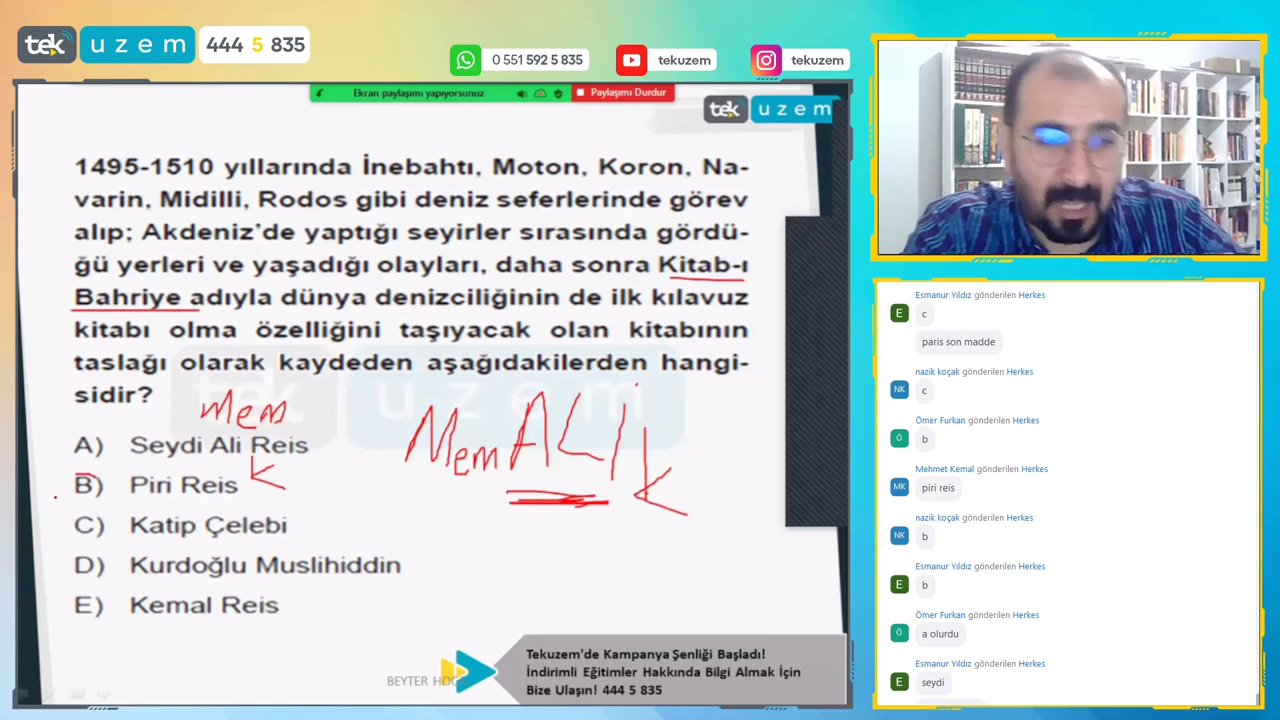 tek uzem 444 5 835
0 551 592 5 835
tekuzem
tekuzem
Ekran paylaşımı yapıyorsunuz
Paylaşımı Durdur
tek uzem
1495-1510 yıllarında İnebahtı, Moton, Koron, Na-
varin, Midilli, Rodos gibi deniz seferlerinde görev
alıp; Akdeniz'de yaptığı seyirler sırasında gördü-
ğü yerleri ve yaşadığı olayları, daha sonra Kitab-ı
Bahriye adıyla dünya denizciliğinin de ilk kılavuz
kitabı olma özelliğini taşıyacak olan kitabının
taslağı olarak kaydeden aşağıdakilerden hangi-
sidir?
tek uzem
mem
MemALİk
A) Seydi Ali Reis
k
B) Piri Reis
C) Katip Çelebi
D) Kurdoğlu Muslihiddin
E) Kemal Reis
BEYTER HOC
Tekuzem'de Kampanya Şenliği Başladı!
İndirimli Eğitimler Hakkında Bilgi Almak İçin
Bize Ulaşın! 444 5 835
Esmanur Yıldız gönderilen Herkes
E c
paris son madde
nazik koçak gönderilen Herkes
NK c
Ömer Furkan gönderilen Herkes
Ö b
Mehmet Kemal gönderilen Herkes
MK piri reis
nazik koçak gönderilen Herkes
NK b
Esmanur Yıldız gönderilen Herkes
E b
Ömer Furkan gönderilen Herkes
Ö a olurdu
Esmanur Yıldız gönderilen Herkes
E seydi